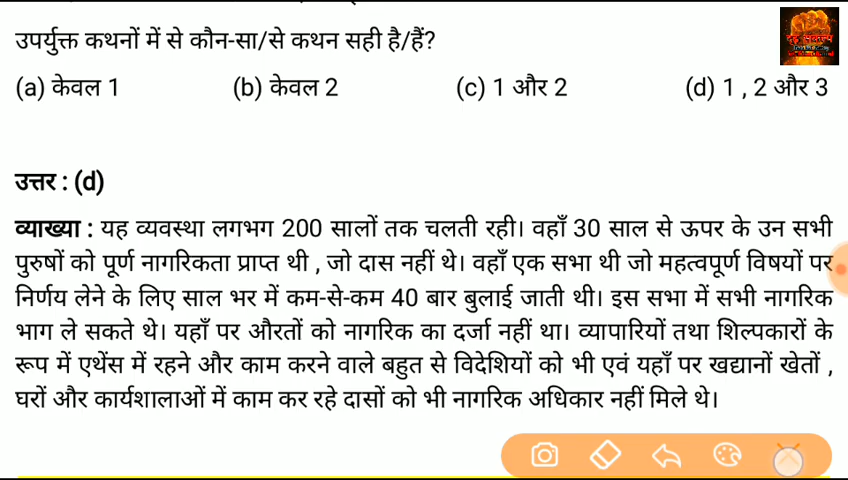 उपर्युक्त कथनों में से कौन-सा/से कथन सही है/हैं?
(a) केवल 1 (b) केवल 2 (c) 1 और 2 (d) 1 , 2 और 3
उत्तर : (d)
व्याख्या : यह व्यवस्था लगभग 200 सालों तक चलती रही। वहाँ 30 साल से ऊपर के उन सभी
पुरुषों को पूर्ण नागरिकता प्राप्त थी , जो दास नहीं थे। वहाँ एक सभा थी जो महत्वपूर्ण विषयों पर
निर्णय लेने के लिए साल भर में कम-से-कम 40 बार बुलाई जाती थी। इस सभा में सभी नागरिक
भाग ले सकते थे। यहाँ पर औरतों को नागरिक का दर्जा नहीं था। व्यापारियों तथा शिल्पकारों के
रूप में एथेंस में रहने और काम करने वाले बहुत से विदेशियों को भी एवं यहाँ पर खद्यानों खेतों ,
घरों और कार्यशालाओं में काम कर रहे दासों को भी नागरिक अधिकार नहीं मिले थे।